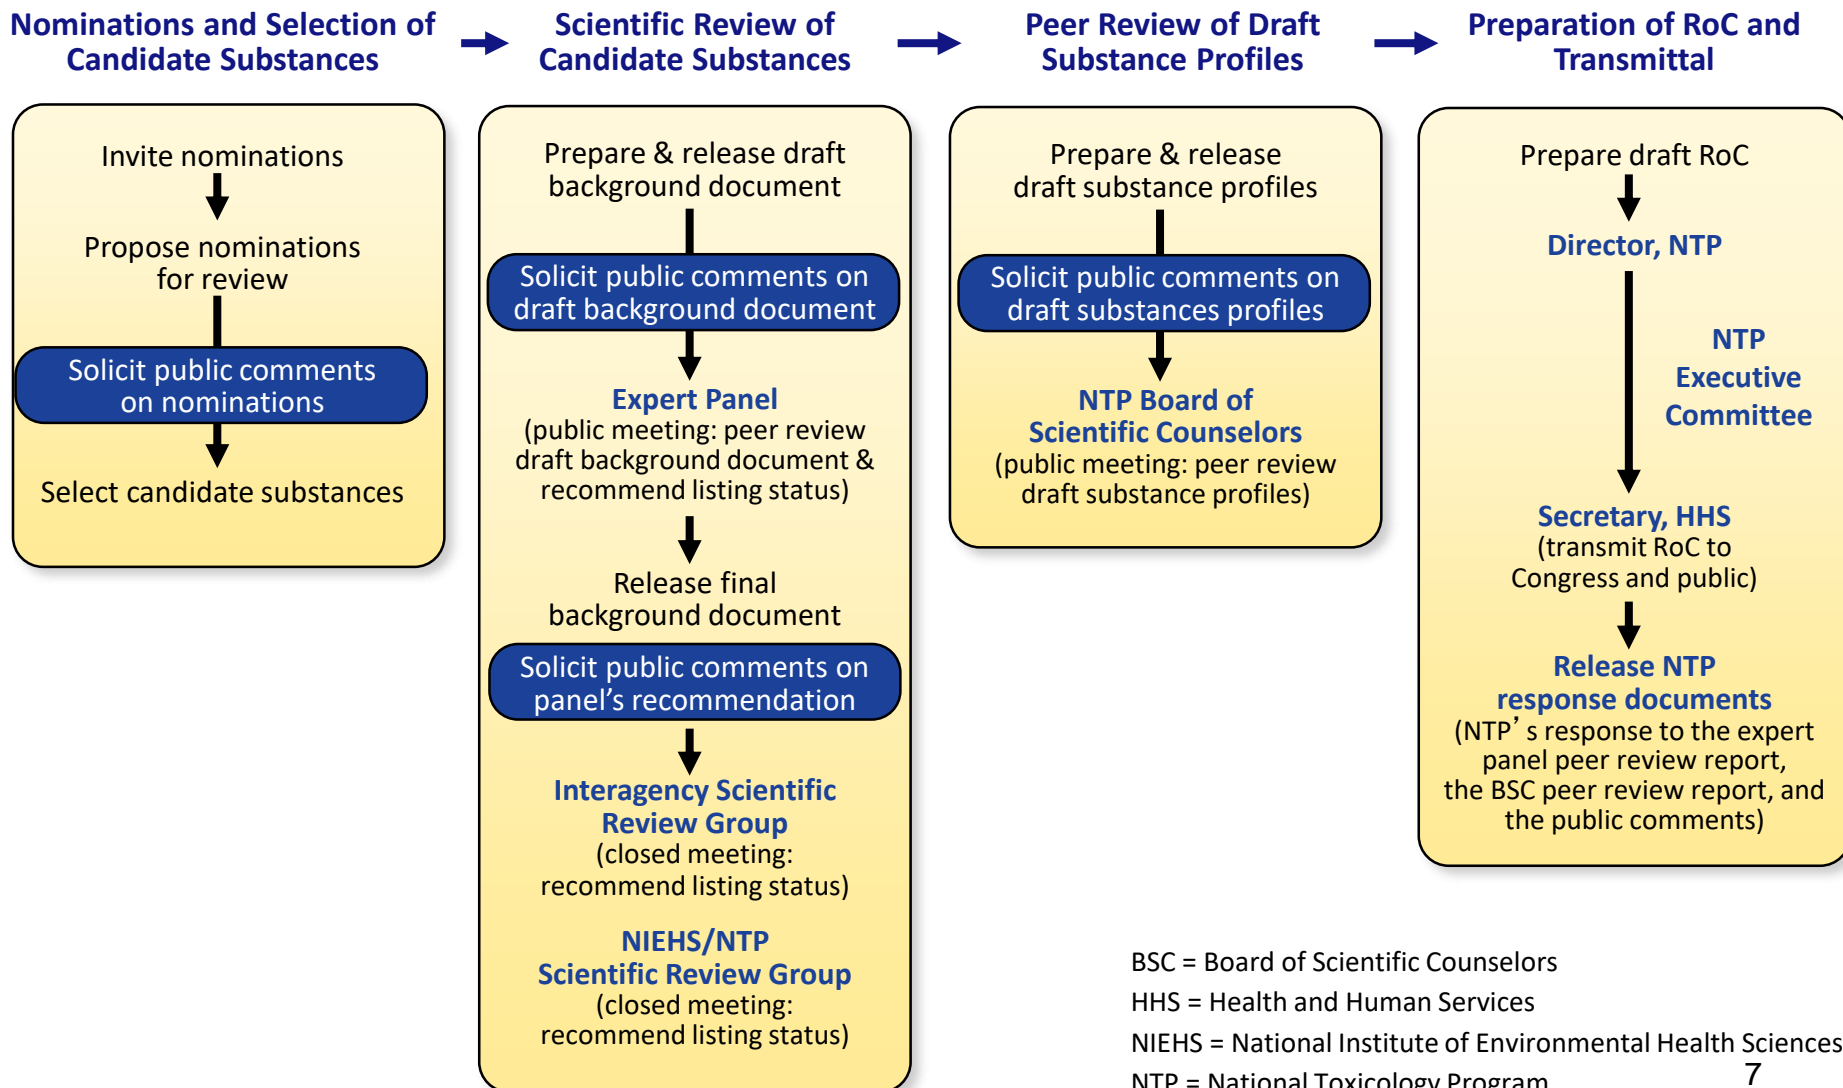 Nominations and Selection of
Candidate Substances
Scientific Review of
Candidate Substances
Peer Review of Draft
Substance Profiles
Preparation of RoC and
Transmittal
Invite nominations
Propose nominations
for review
Solicit public comments
on nominations
Select candidate substances
Prepare & release draft
background document
Solicit public comments on
draft background document
Expert Panel
(public meeting: peer review
draft background document &
recommend listing status)
Release final
background document
Solicit public comments on
panel’s recommendation
Interagency Scientific
Review Group
(closed meeting:
recommend listing status)
NIEHS/NTP
Scientific Review Group
(closed meeting:
recommend listing status)
Prepare & release
draft substance profiles
Solicit public comments on
draft substances profiles
NTP Board of
Scientific Counselors
(public meeting: peer review
draft substance profiles)
Prepare draft RoC
Director, NTP
NTP
Executive
Committee
Secretary, HHS
(transmit RoC to
Congress and public)
Release NTP
response documents
(NTP’s response to the expert
panel peer review report,
the BSC peer review report, and
the public comments)
BSC = Board of Scientific Counselors
HHS = Health and Human Services
NIEHS = National Institute of Environmental Health Sciences
NTP = National Toxicology Program
7